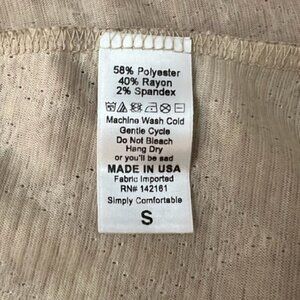 58% Polyester
40% Rayon
2% Spandex
Machine Wash Cold
Gentle Cycle
Do Not Bleach
Hang Dry
or you'll be sad
MADE IN USA
Fabric Imported
RN# 142161
Simply Comfortable
S